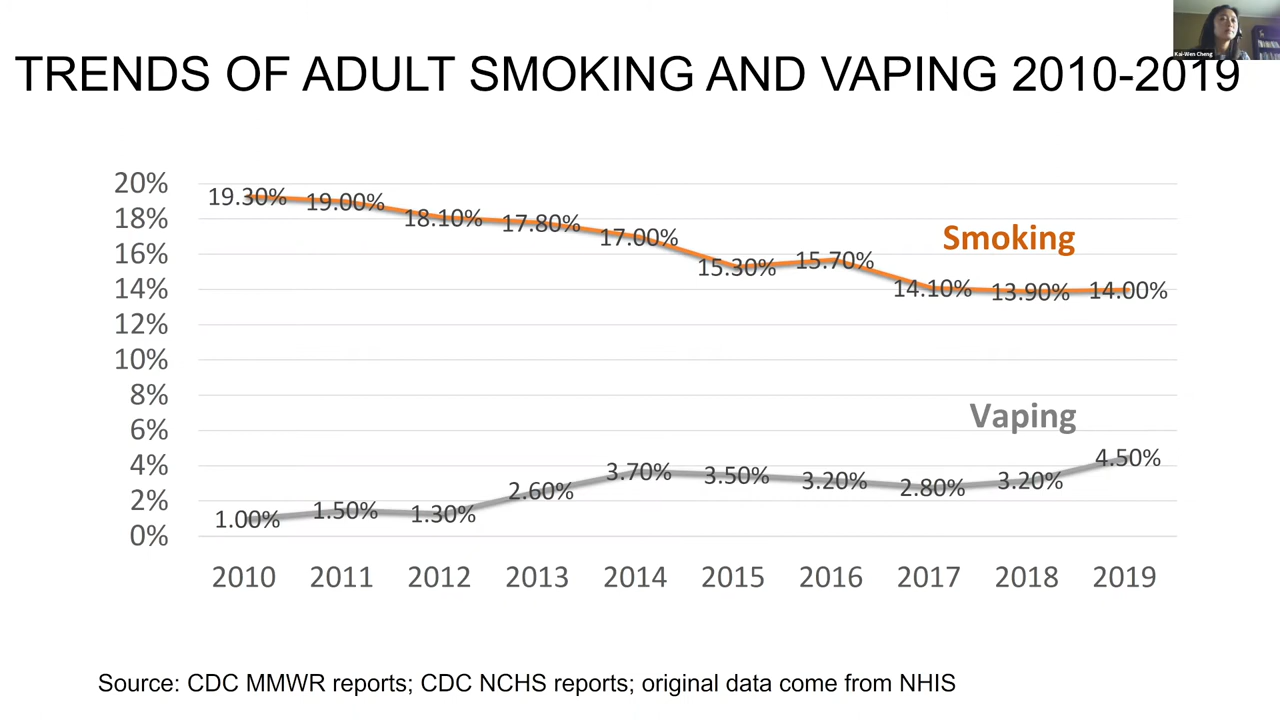 Kai-Wen Cheng
TRENDS OF ADULT SMOKING AND VAPING 2010-2019
20%
18%
16%
14%
12%
10%
8%
6%
4%
2%
0%
19.30% 19.00% 18.10% 17.80% 17.00% 15.30% 15.70% 14.10% 13.90% 14.00%
Smoking
Vaping
1.00% 1.50% 1.30% 2.60% 3.70% 3.50% 3.20% 2.80% 3.20% 4.50%
2010 2011 2012 2013 2014 2015 2016 2017 2018 2019
Source: CDC MMWR reports; CDC NCHS reports; original data come from NHIS